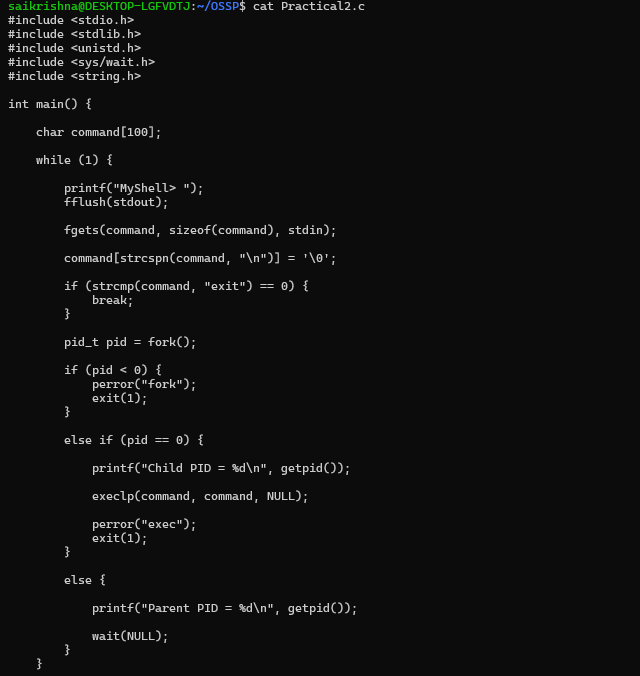 saikrishna@DESKTOP-LGFVDTJ:~/OSSP$ cat Practical2.c
#include <stdio.h>
#include <stdlib.h>
#include <unistd.h>
#include <sys/wait.h>
#include <string.h>

int main() {

    char command[100];

    while (1) {

        printf("MyShell> ");
        fflush(stdout);

        fgets(command, sizeof(command), stdin);

        command[strcspn(command, "\n")] = '\0';

        if (strcmp(command, "exit") == 0) {
            break;
        }

        pid_t pid = fork();

        if (pid < 0) {
            perror("fork");
            exit(1);
        }

        else if (pid == 0) {

            printf("Child PID = %d\n", getpid());

            execlp(command, command, NULL);

            perror("exec");
            exit(1);
        }

        else {

            printf("Parent PID = %d\n", getpid());

            wait(NULL);
        }
    }